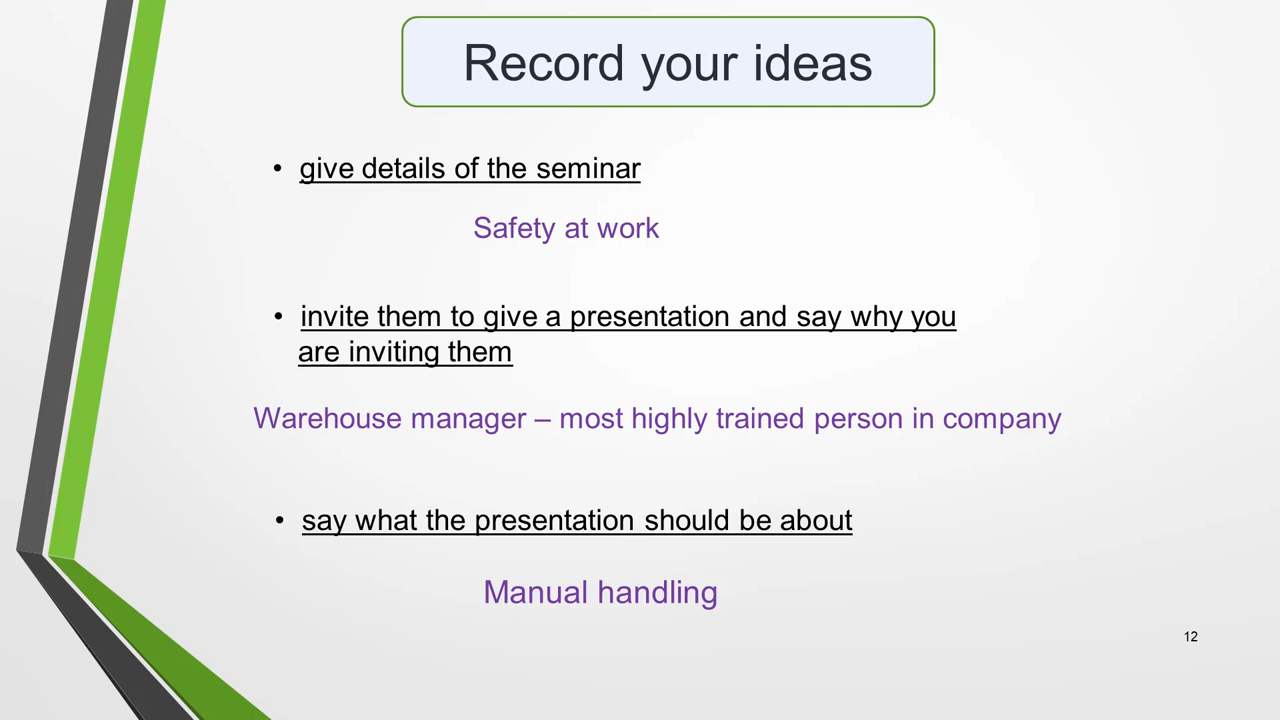 Record your ideas
• give details of the seminar
Safety at work
• invite them to give a presentation and say why you
are inviting them
Warehouse manager – most highly trained person in company
• say what the presentation should be about
Manual handling
12